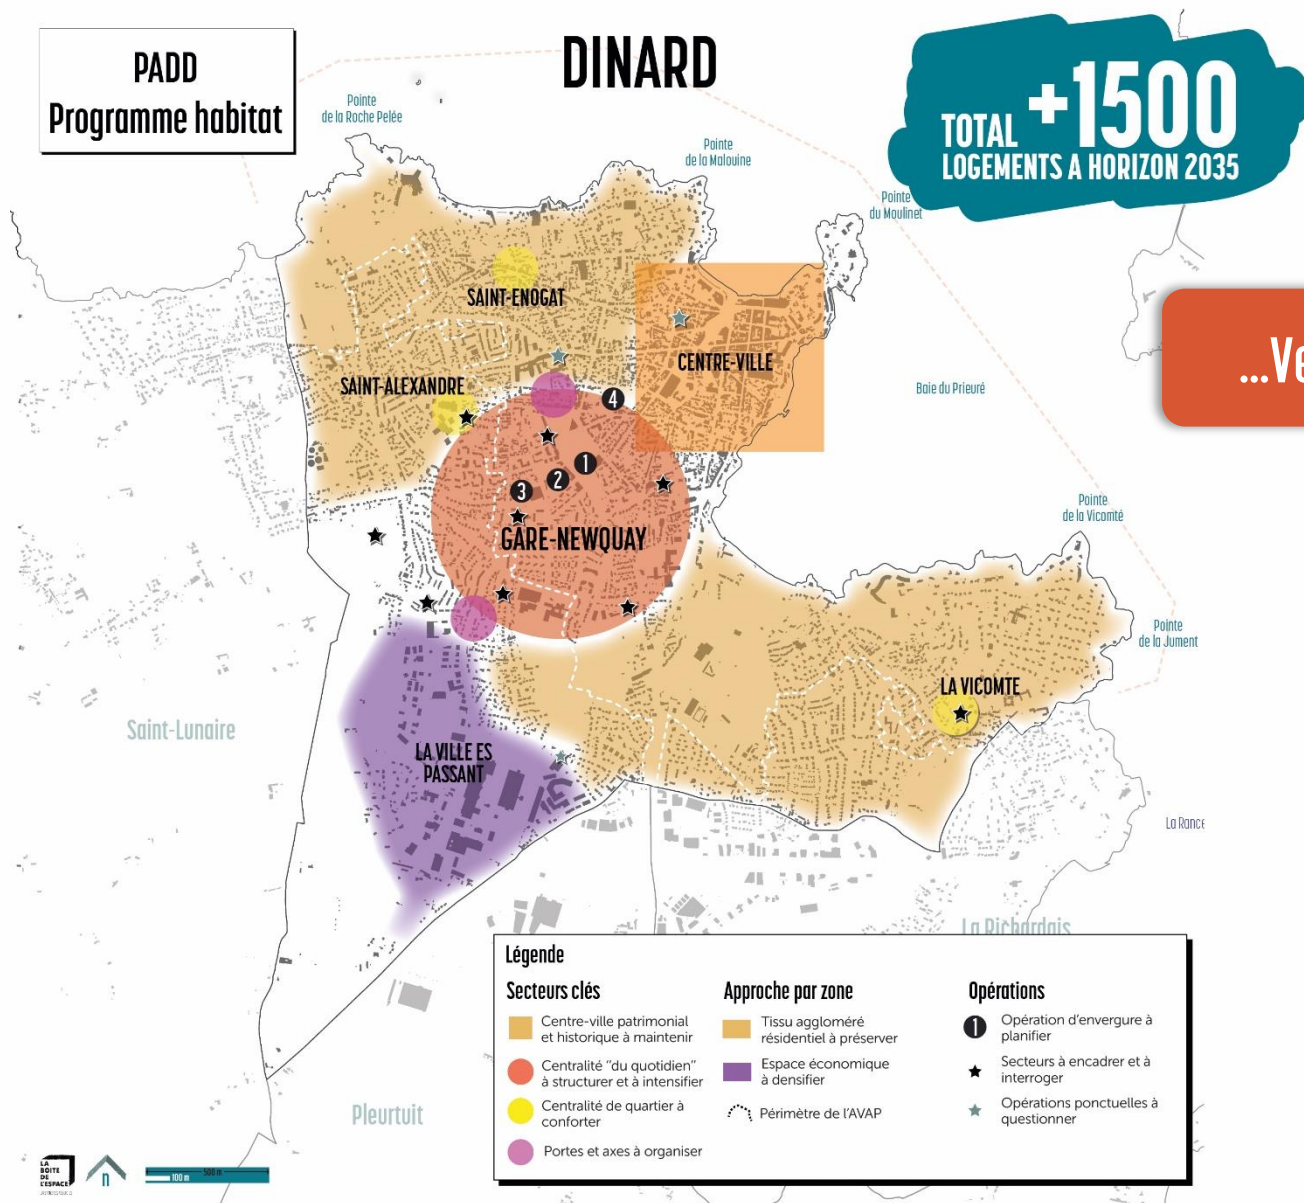 PADD
Programme habitat
DINARD
TOTAL +1500
LOGEMENTS A HORIZON 2035
...Ve
Pointe
de la Roche Pelée
Pointe
de la Malouine
Pointe
du Moulinet
SAINT-ENOGAT
CENTRE-VILLE
SAINT-ALEXANDRE
Baie du Prieuré
4
1
2
3
GARE-NEWQUAY
Pointe
de la Vicomté
Pointe
de la Jument
LA VICOMTE
Saint-Lunaire
LA VILLE ES
PASSANT
La Rance
La Richardais
Pleurtuit
Légende
Secteurs clés
Centre-ville patrimonial
et historique à maintenir
Centralité "du quotidien"
à structurer et à intensifier
Centralité de quartier à
conforter
Portes et axes à organiser
Approche par zone
Tissu aggloméré
résidentiel à préserver
Espace économique
à densifier
Périmètre de l'AVAP
Opérations
1
Opération d'envergure à
planifier
Secteurs à encadrer et à
interroger
Opérations ponctuelles à
questionner
LA
BOITE
DE
L'ESPACE
n
500 m
100 m